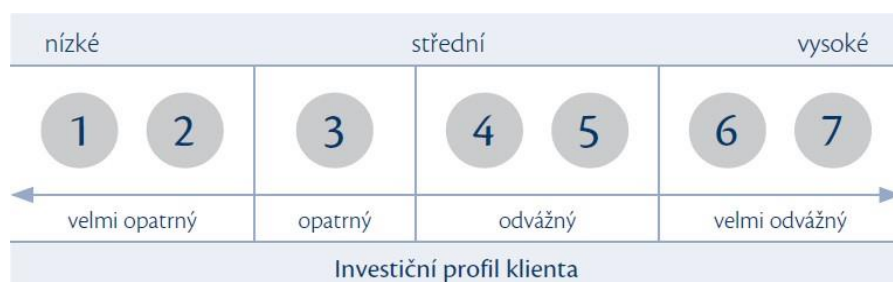 nízké střední vysoké
1 2 3 4 5 6 7
velmi opatrný opatrný odvážný velmi odvážný
Investiční profil klienta